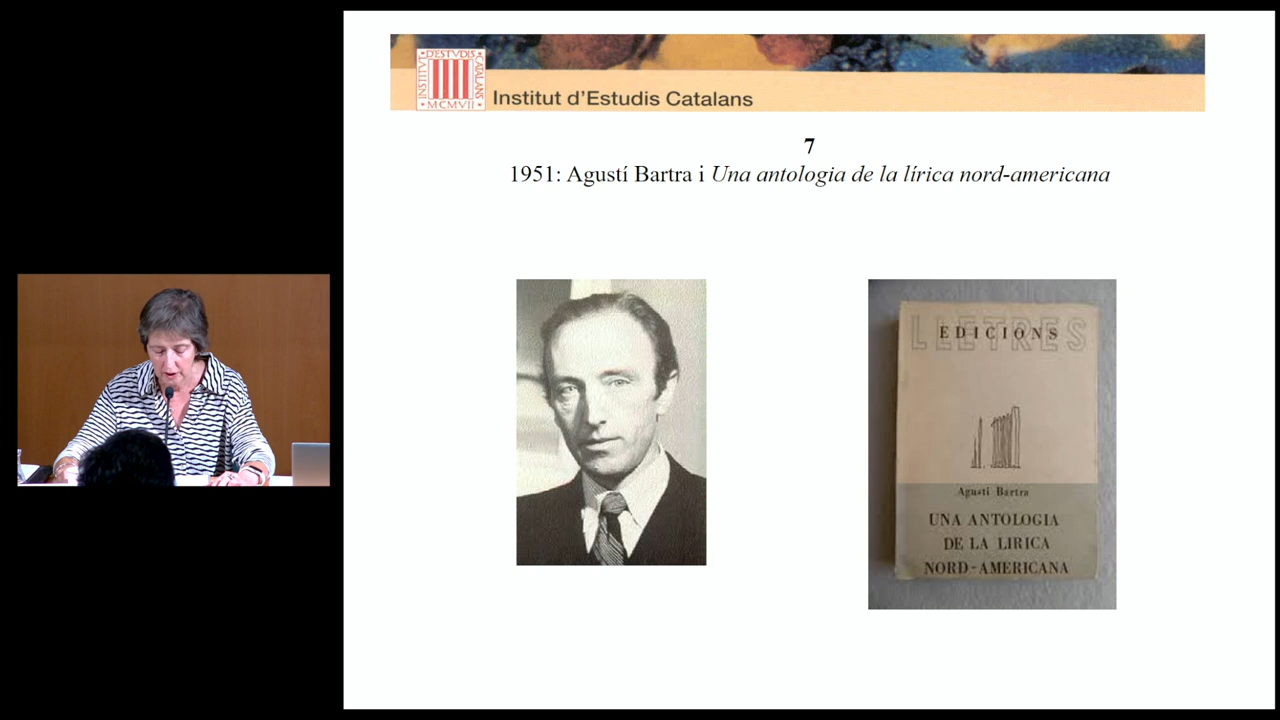 INSTITVT
D'ESTVDIS
CATALANS
MCMVII
Institut d'Estudis Catalans
7
1951: Agustí Bartra i Una antologia de la lírica nord-americana
LLETRES
EDICIONS
Agustí Bartra
UNA ANTOLOGIA
DE LA LIRICA
NORD-AMERICANA